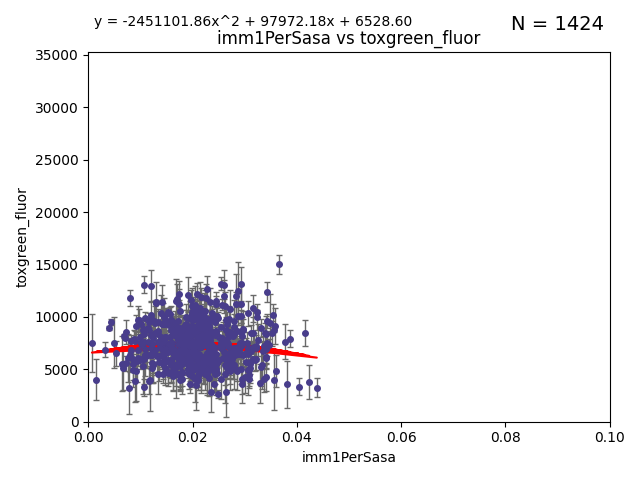 y = -2451101.86x^2 + 97972.18x + 6528.60
N = 1424
imm1PerSasa vs toxgreen_fluor
35000
30000
25000
20000
15000
10000
5000
0
toxgreen_fluor
0.00 0.02 0.04 0.06 0.08 0.10
imm1PerSasa